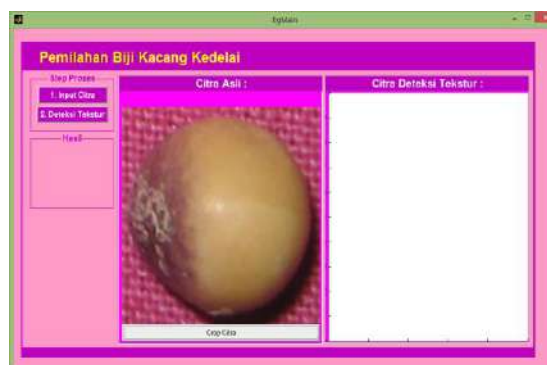 Pemilahan Biji Kacang Kedelai
Step Proses
1. Input Citra
2. Deteksi Tekstur
Hasil
Citra Asli :
Crop Citra
Citra Deteksi Tekstur :